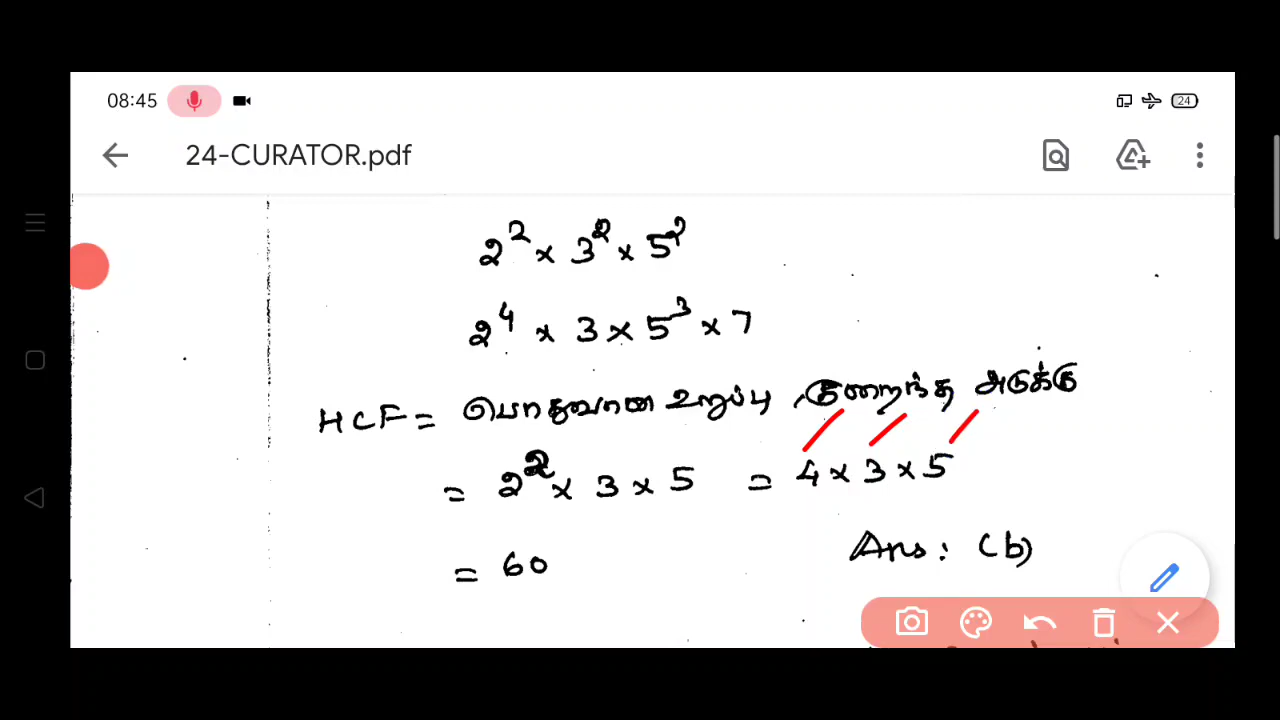 08:45
24
24-CURATOR.pdf
2² × 3² × 5²
2⁴ × 3 × 5³ × 7
HCF = பொதுவான உறுப்பு, குறைந்த அடுக்கு
= 2² × 3 × 5 = 4 × 3 × 5
= 60
Ans: (b)